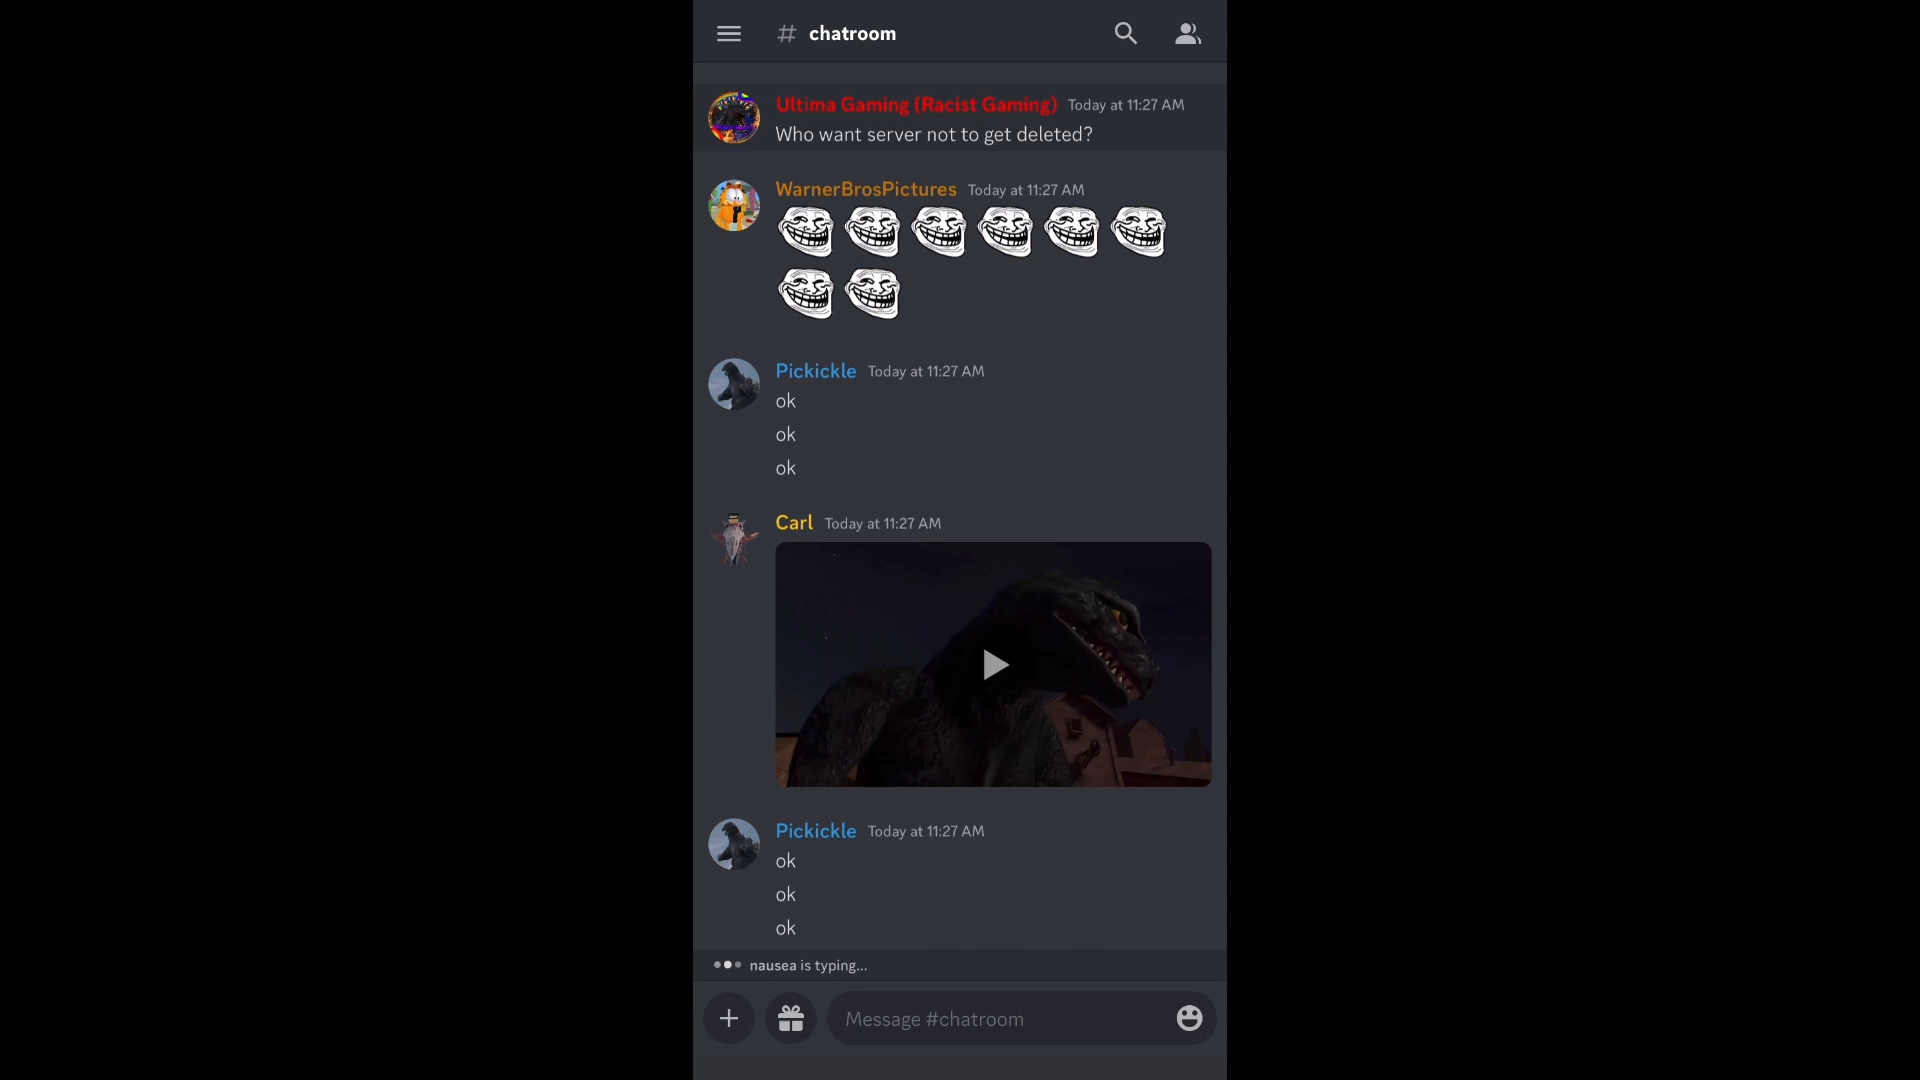 # chatroom
Ultima Gaming (Racist Gaming) Today at 11:27 AM
Who want server not to get deleted?
WarnerBrosPictures Today at 11:27 AM
Pickickle Today at 11:27 AM
ok
ok
ok
Carl Today at 11:27 AM
Pickickle Today at 11:27 AM
ok
ok
ok
nausea is typing...
Message #chatroom